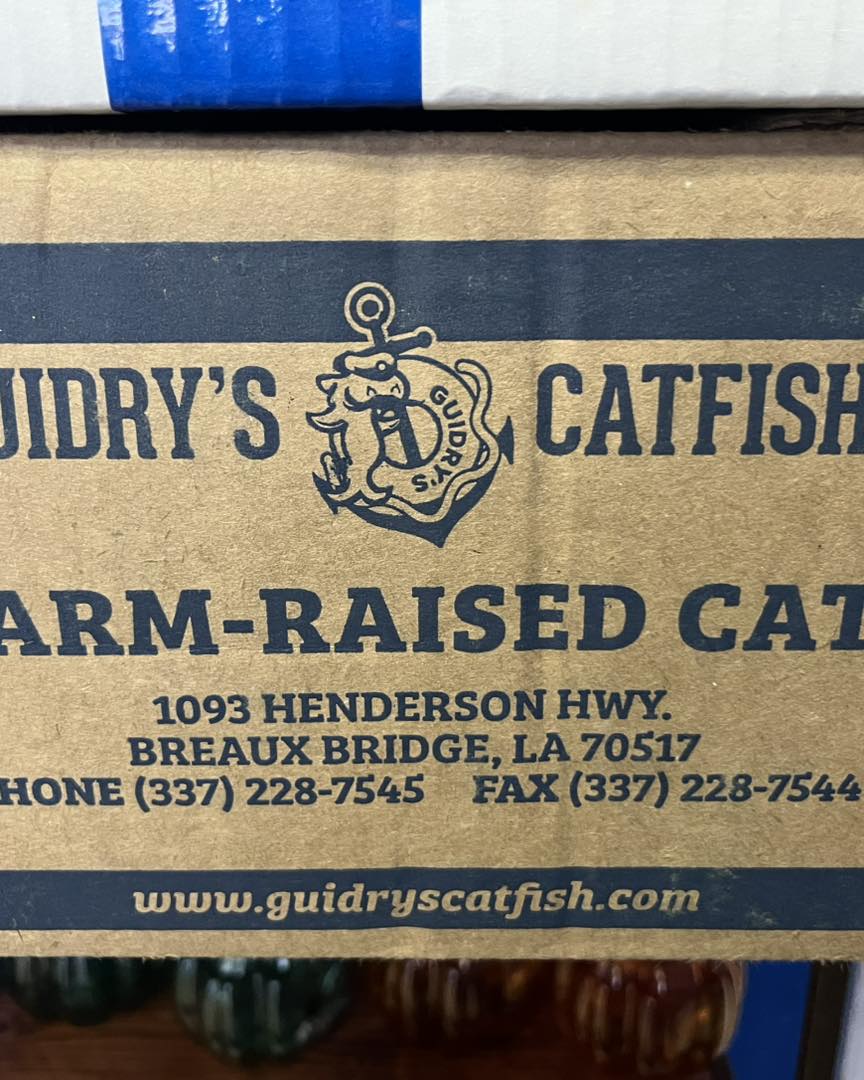 UIDRY'S CATFISH
GUIDRY'S
ARM-RAISED CAT
1093 HENDERSON HWY.
BREAUX BRIDGE, LA 70517
HONE (337) 228-7545 FAX (337) 228-7544
www.guidryscatfish.com